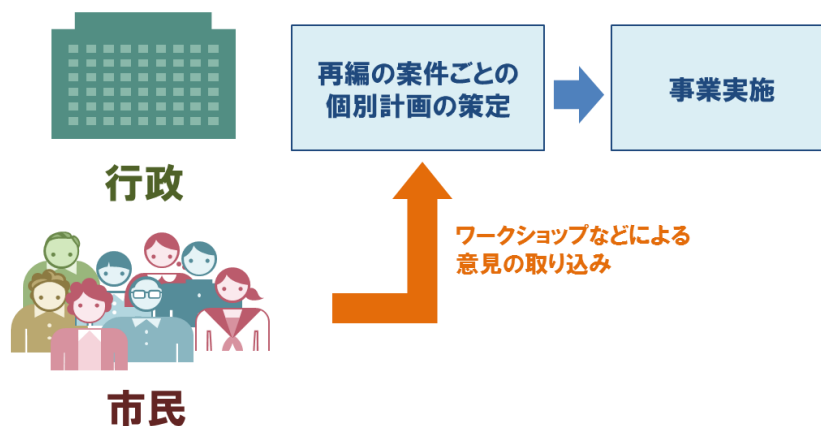 再編の案件ごとの
個別計画の策定
事業実施
行政
ワークショップなどによる
意見の取り込み
市民